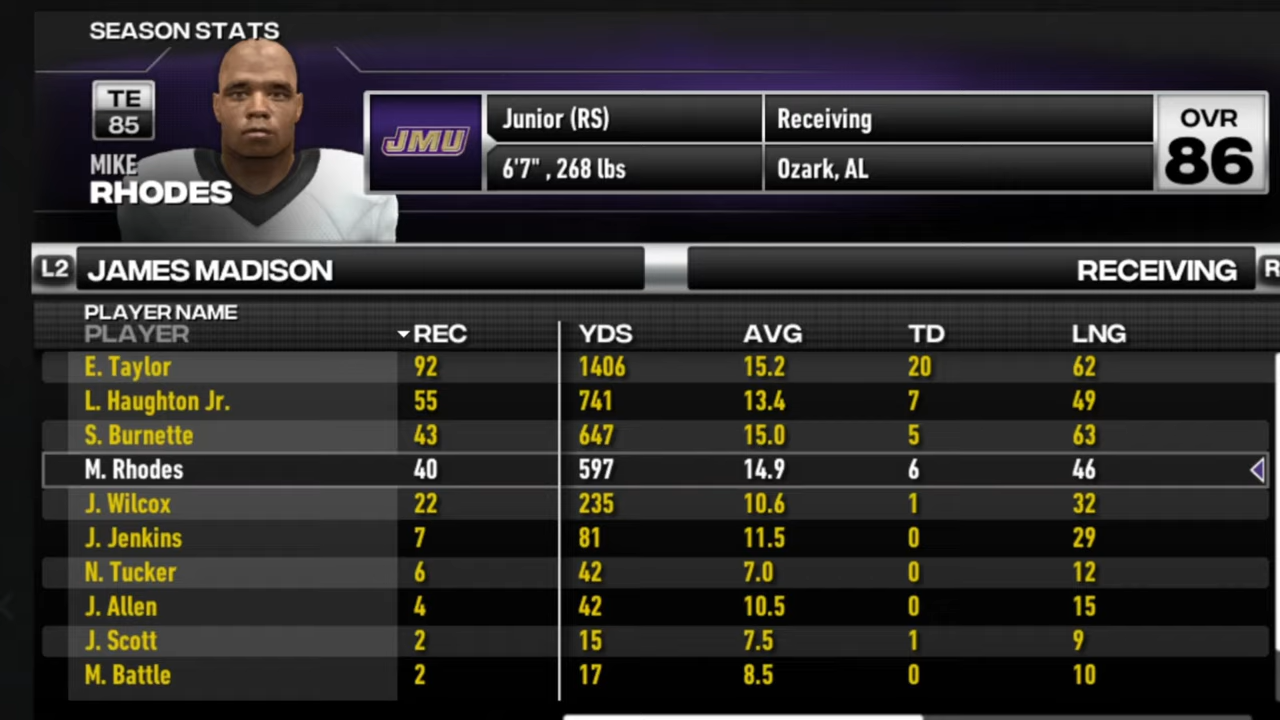 SEASON STATS
TE
85
MIKE
RHODES
JMU
Junior (RS)
Receiving
6'7" , 268 lbs
Ozark, AL
OVR
86
L2 JAMES MADISON RECEIVING R
PLAYER NAME
PLAYER REC YDS AVG TD LNG
E. Taylor 92 1406 15.2 20 62
L. Haughton Jr. 55 741 13.4 7 49
S. Burnette 43 647 15.0 5 63
M. Rhodes 40 597 14.9 6 46
J. Wilcox 22 235 10.6 1 32
J. Jenkins 7 81 11.5 0 29
N. Tucker 6 42 7.0 0 12
J. Allen 4 42 10.5 0 15
J. Scott 2 15 7.5 1 9
M. Battle 2 17 8.5 0 10